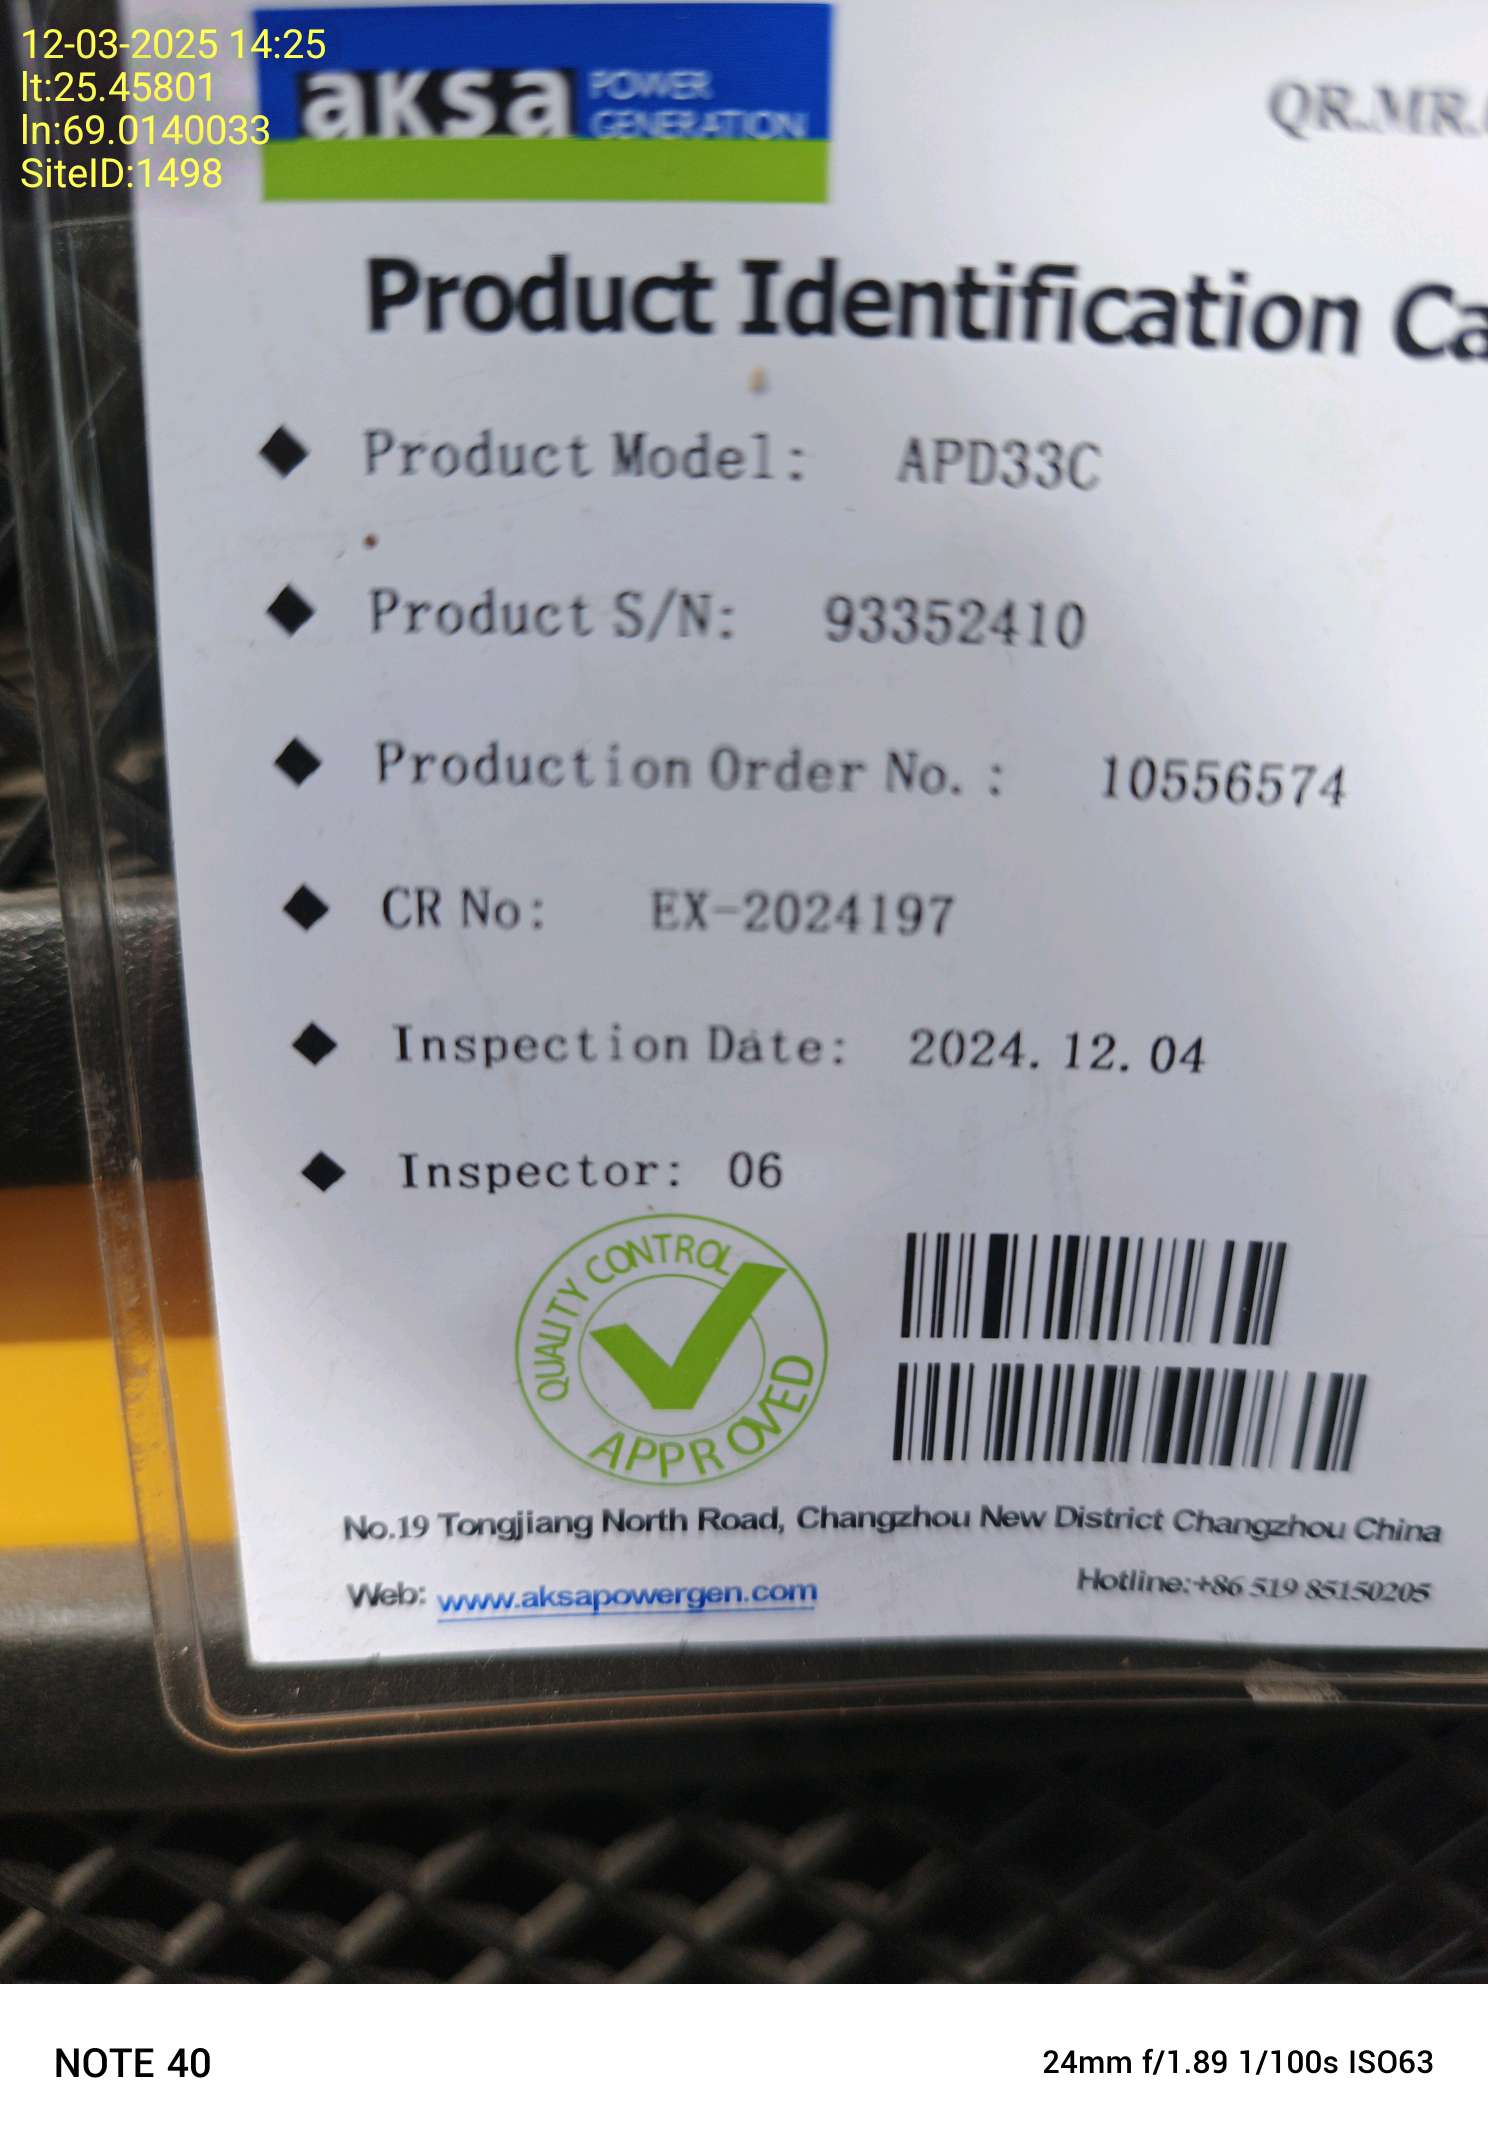 12-03-2025 14:25
lt:25.45801
ln:69.0140033
SiteID:1498
aksa POWER GENERATION
QR.MR.
Product Identification Ca
◆ Product Model: APD33C
◆ Product S/N: 93352410
◆ Production Order No.: 10556574
◆ CR No: EX-2024197
◆ Inspection Date: 2024.12.04
◆ Inspector: 06
QUALITY CONTROL
APPROVED
No.19 Tongjiang North Road, Changzhou New District Changzhou China
Web: www.aksapowergen.com Hotline:+86 519 85150205
NOTE 40
24mm f/1.89 1/100s ISO63